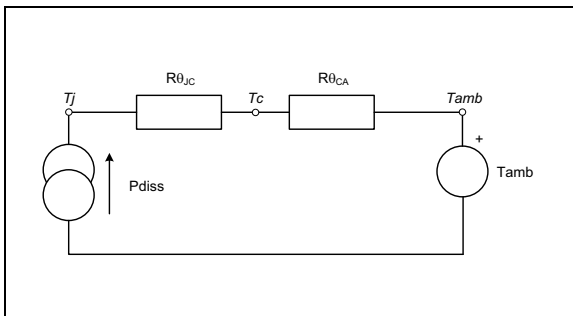 RθJC
RθCA
Tj
Tc
Tamb
+
Pdiss
Tamb